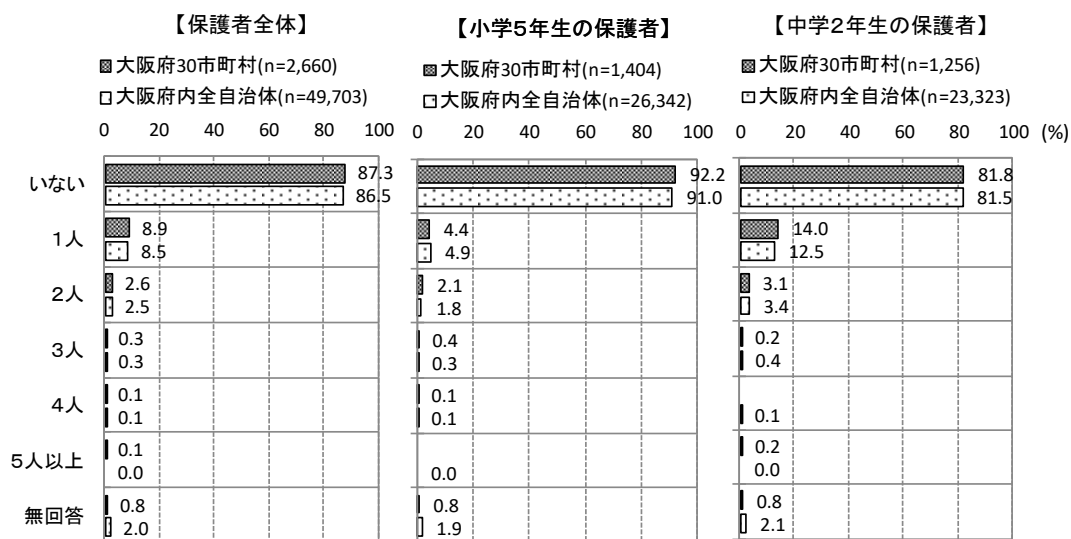 【保護者全体】
大阪府30市町村(n=2,660)
大阪府内全自治体(n=49,703)
【小学5年生の保護者】
大阪府30市町村(n=1,404)
大阪府内全自治体(n=26,342)
【中学2年生の保護者】
大阪府30市町村(n=1,256)
大阪府内全自治体(n=23,323)
0 20 40 60 80 100
0 20 40 60 80 100
0 20 40 60 80 100 (%)
いない
87.3
86.5
92.2
91.0
81.8
81.5
1人
8.9
8.5
4.4
4.9
14.0
12.5
2人
2.6
2.5
2.1
1.8
3.1
3.4
3人
0.3
0.3
0.4
0.3
0.2
0.4
4人
0.1
0.1
0.1
0.1
0.1
5人以上
0.1
0.0
0.0
0.2
0.0
無回答
0.8
2.0
0.8
1.9
0.8
2.1